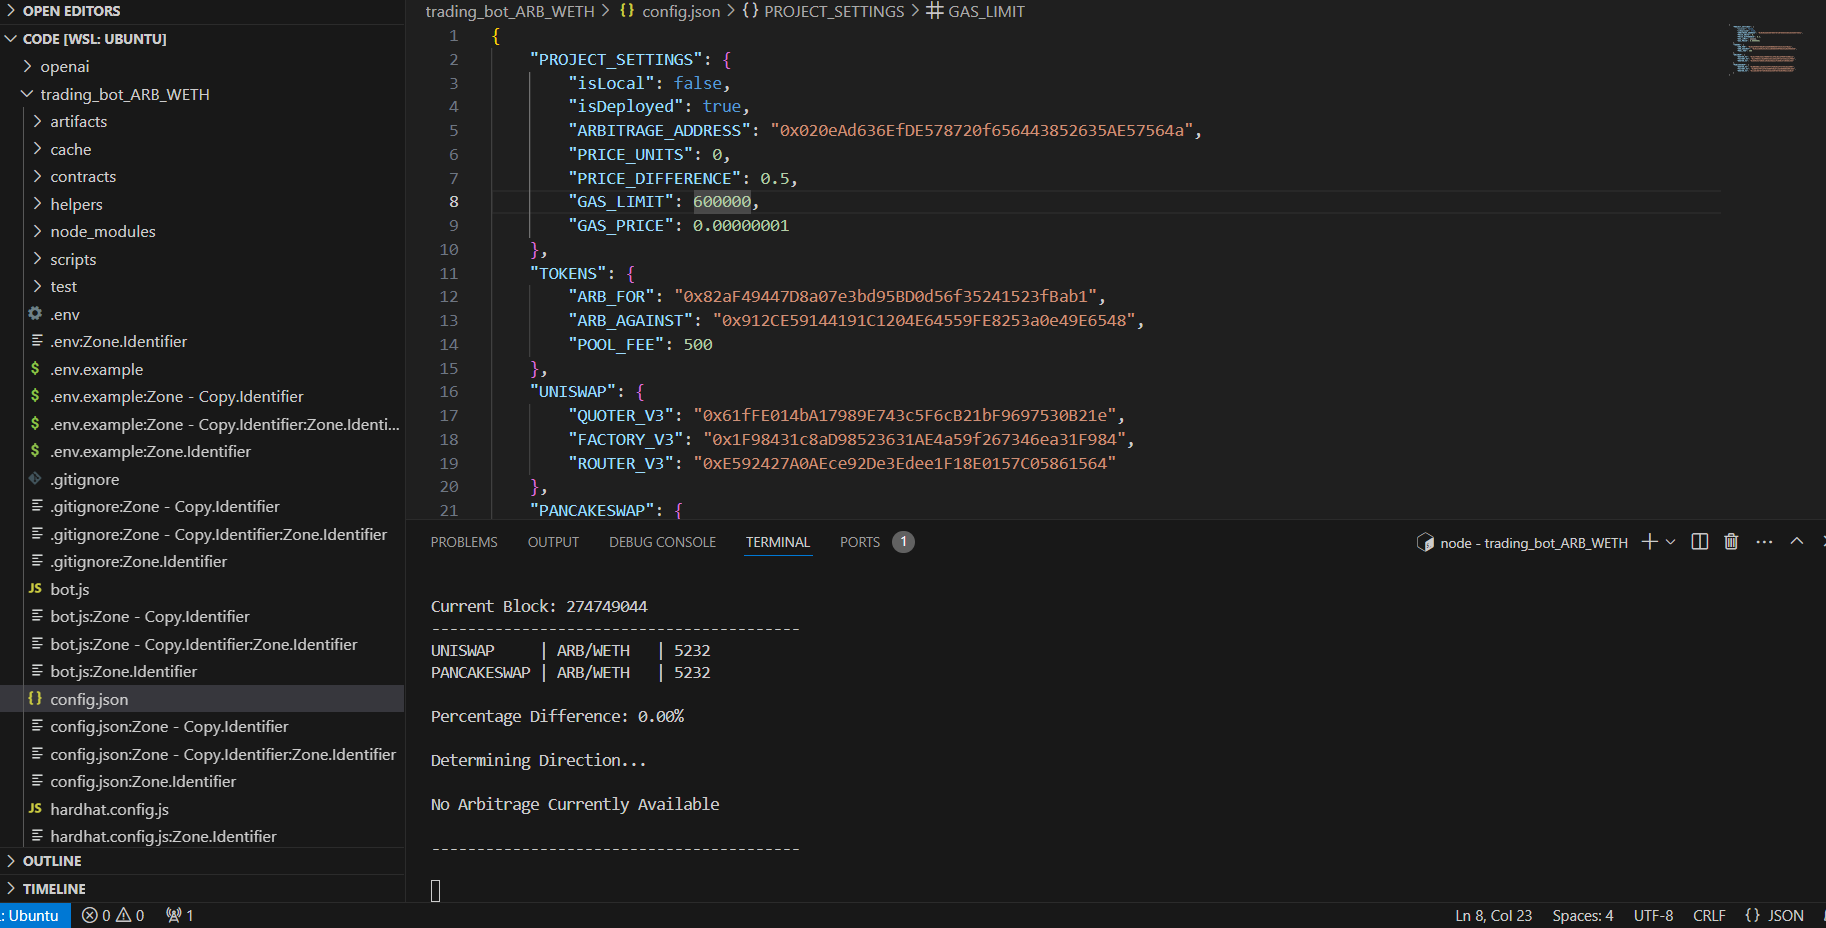 OPEN EDITORS
CODE [WSL: UBUNTU]
openai
trading_bot_ARB_WETH
artifacts
cache
contracts
helpers
node_modules
scripts
test
.env
.env:Zone.Identifier
.env.example
.env.example:Zone - Copy.Identifier
.env.example:Zone - Copy.Identifier:Zone.Identi...
.env.example:Zone.Identifier
.gitignore
.gitignore:Zone - Copy.Identifier
.gitignore:Zone - Copy.Identifier:Zone.Identifier
.gitignore:Zone.Identifier
JS bot.js
bot.js:Zone - Copy.Identifier
bot.js:Zone - Copy.Identifier:Zone.Identifier
bot.js:Zone.Identifier
{} config.json
config.json:Zone - Copy.Identifier
config.json:Zone - Copy.Identifier:Zone.Identifier
config.json:Zone.Identifier
JS hardhat.config.js
hardhat.config.js:Zone.Identifier
OUTLINE
TIMELINE
trading_bot_ARB_WETH > {} config.json > {} PROJECT_SETTINGS > # GAS_LIMIT
1 {
2 "PROJECT_SETTINGS": {
3 "isLocal": false,
4 "isDeployed": true,
5 "ARBITRAGE_ADDRESS": "0x020eAd636EfDE578720f656443852635AE57564a",
6 "PRICE_UNITS": 0,
7 "PRICE_DIFFERENCE": 0.5,
8 "GAS_LIMIT": 600000,
9 "GAS_PRICE": 0.00000001
10 },
11 "TOKENS": {
12 "ARB_FOR": "0x82aF49447D8a07e3bd95BD0d56f35241523fBab1",
13 "ARB_AGAINST": "0x912CE59144191C1204E64559FE8253a0e49E6548",
14 "POOL_FEE": 500
15 },
16 "UNISWAP": {
17 "QUOTER_V3": "0x61fFE014bA17989E743c5F6cB21bF9697530B21e",
18 "FACTORY_V3": "0x1F98431c8aD98523631AE4a59f267346ea31F984",
19 "ROUTER_V3": "0xE592427A0AEce92De3Edee1F18E0157C05861564"
20 },
21 "PANCAKESWAP": {
PROBLEMS OUTPUT DEBUG CONSOLE TERMINAL PORTS 1
node - trading_bot_ARB_WETH
Current Block: 274749044
-----------------------------------------
UNISWAP | ARB/WETH | 5232
PANCAKESWAP | ARB/WETH | 5232
Percentage Difference: 0.00%
Determining Direction...
No Arbitrage Currently Available
-----------------------------------------
: Ubuntu 0 0 1
Ln 8, Col 23 Spaces: 4 UTF-8 CRLF {} JSON